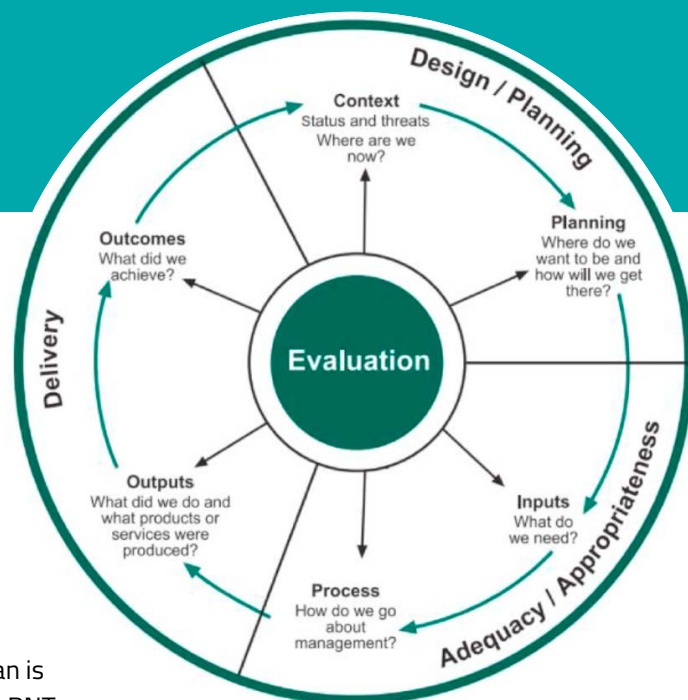 Design / Planning
Context
Status and threats
Where are we
now?
Planning
Where do we
want to be and
how will we get
there?
Outcomes
What did we
achieve?
Delivery
Evaluation
Outputs
What did we do and
what products or
services were
produced?
Inputs
What do
we need?
Process
How do we go
about
management?
Adequacy / Appropriateness
an is